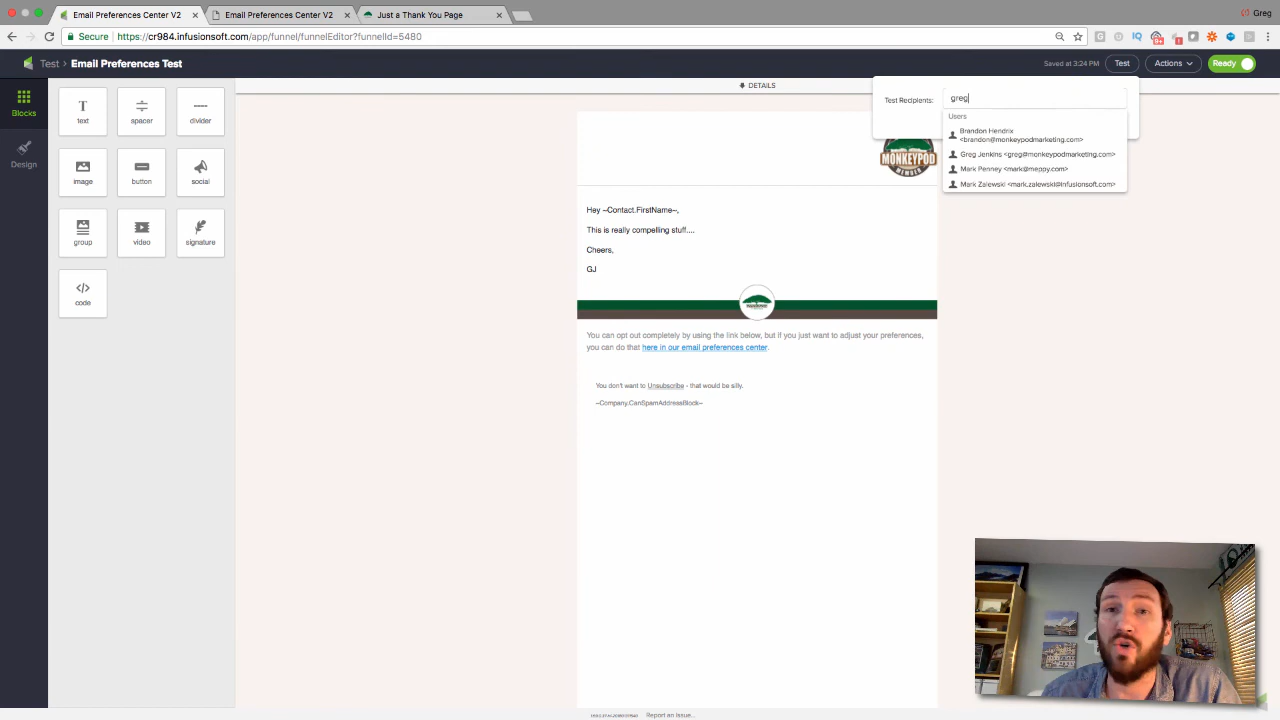 Email Preferences Center V2
Email Preferences Center V2
Just a Thank You Page
Greg
Secure
https://cr984.infusionsoft.com/app/funnel/funnelEditor?funnelId=5480
Test > Email Preferences Test
Saved at 3:24 PM
Test
Actions
Ready
Blocks
Design
text
spacer
divider
image
button
social
group
video
signature
code
DETAILS
Test Recipients:
greg
Users
Brandon Hendrix
<brandon@monkeypodmarketing.com>
Greg Jenkins <greg@monkeypodmarketing.com>
Mark Penney <mark@meppy.com>
Mark Zalewski <mark.zalewski@infusionsoft.com>
MONKEYPOD
MEMBER
Hey ~Contact.FirstName~,
This is really compelling stuff....
Cheers,
GJ
You can opt out completely by using the link below, but if you just want to adjust your preferences,
you can do that here in our email preferences center.
You don't want to Unsubscribe - that would be silly.
~Company.CanSpamAddressBlock~
Report an issue...